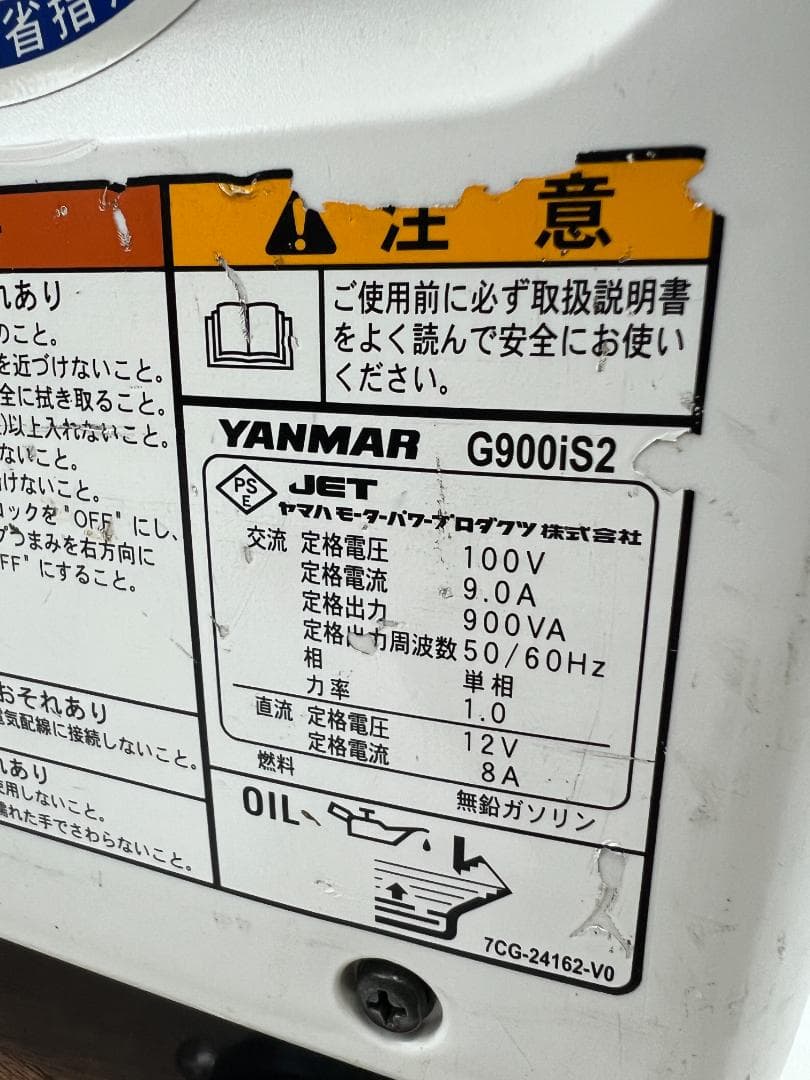 省指
注意
ご使用前に必ず取扱説明書
をよく読んで安全にお使い
ください。
れあり
のこと。
を近づけないこと。
全に拭き取ること。
以上入れないこと。
ないこと。
けないこと。
ロックを"OFF"にし、
プつまみを右方向に
FF"にすること。
おそれあり
電気配線に接続しないこと。
れあり
使用しないこと。
濡れた手でさわらないこと。
YANMAR G900iS2
PS
E
JET
ヤマハモーターパワープロダクツ株式会社
交流 定格電圧 100V
定格電流 9.0A
定格出力 900VA
定格出力周波数 50/60Hz
相 単相
力率 1.0
直流 定格電圧 12V
定格電流 8A
燃料 無鉛ガソリン
OIL
7CG-24162-V0